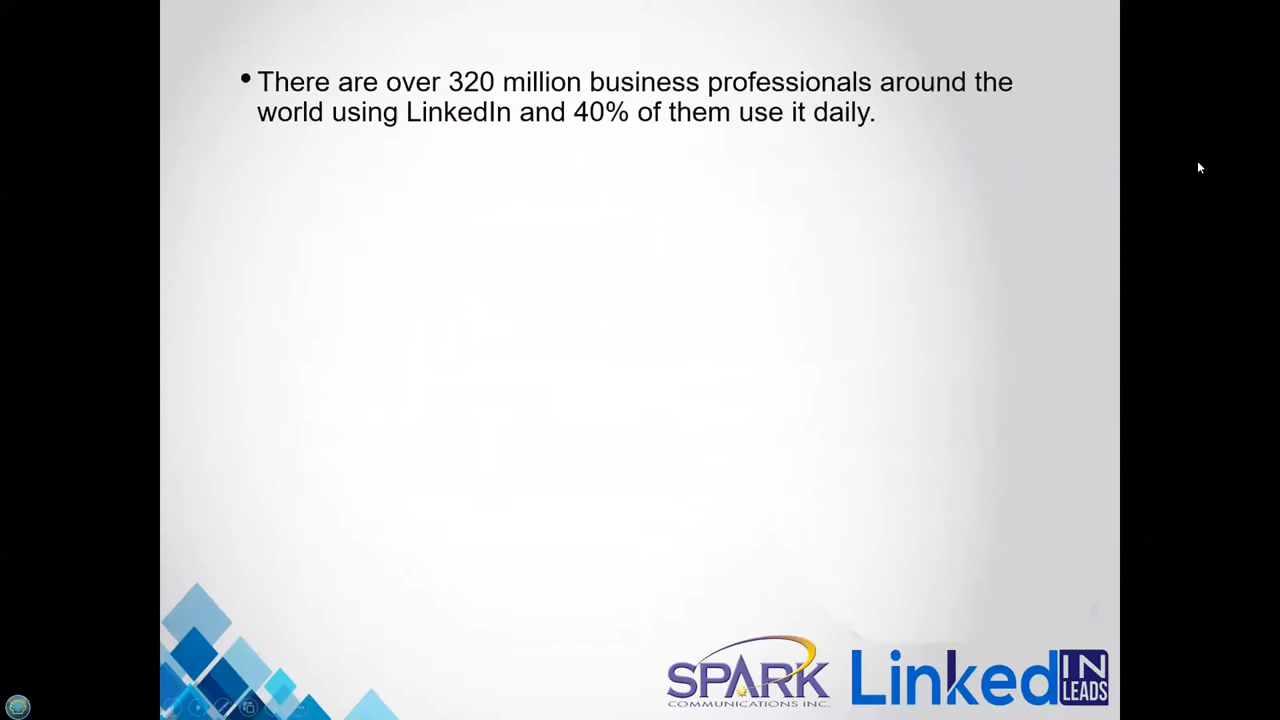 • There are over 320 million business professionals around the
world using LinkedIn and 40% of them use it daily.
SPARK
COMMUNICATIONS INC.
Linked IN
LEADS